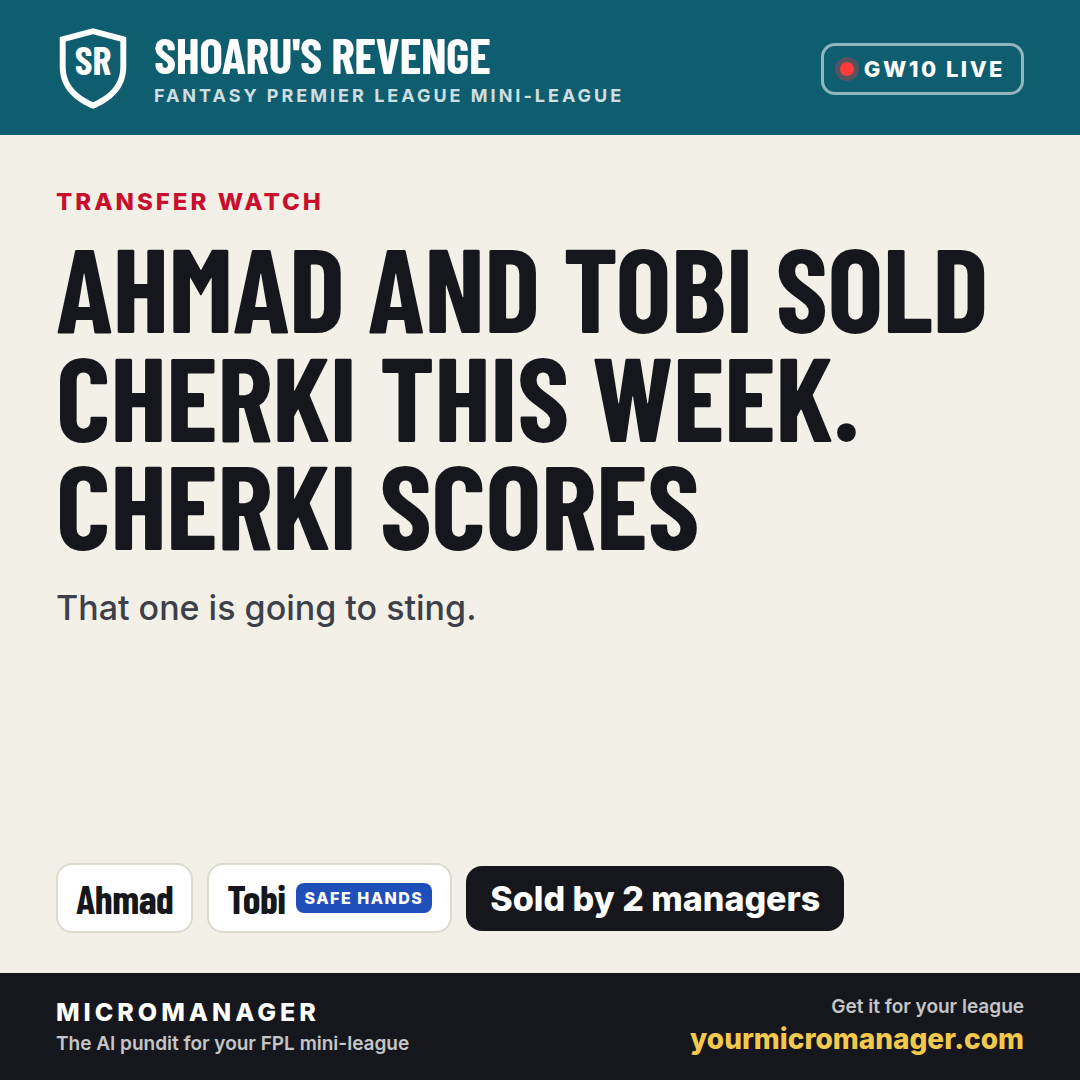 SR
SHOARU'S REVENGE
FANTASY PREMIER LEAGUE MINI-LEAGUE
GW10 LIVE
TRANSFER WATCH
AHMAD AND TOBI SOLD
CHERKI THIS WEEK.
CHERKI SCORES
That one is going to sting.
Ahmad
Tobi SAFE HANDS
Sold by 2 managers
MICROMANAGER
The AI pundit for your FPL mini-league
Get it for your league
yourmicromanager.com